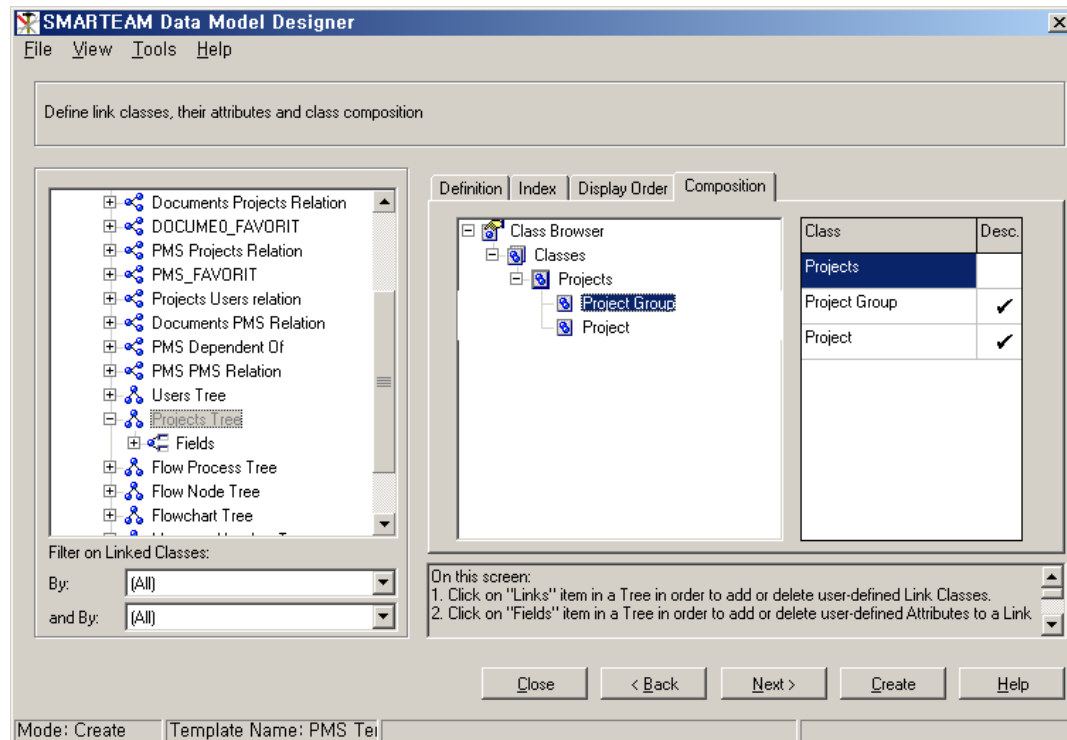 SMARTEAM Data Model Designer
File View Tools Help
Define link classes, their attributes and class composition
Documents Projects Relation
DOCUME0_FAVORIT
PMS Projects Relation
PMS_FAVORIT
Projects Users relation
Documents PMS Relation
PMS Dependent Of
PMS PMS Relation
Users Tree
Projects Tree
Fields
Flow Process Tree
Flow Node Tree
Flowchart Tree
Filter on Linked Classes:
By: (All)
and By: (All)
Definition Index Display Order Composition
Class Browser
Classes
Projects
Project Group
Project
Class Desc.
Projects
Project Group ✔
Project ✔
On this screen:
1. Click on "Links" item in a Tree in order to add or delete user-defined Link Classes.
2. Click on "Fields" item in a Tree in order to add or delete user-defined Attributes to a Link
Close < Back Next > Create Help
Mode: Create Template Name: PMS Te